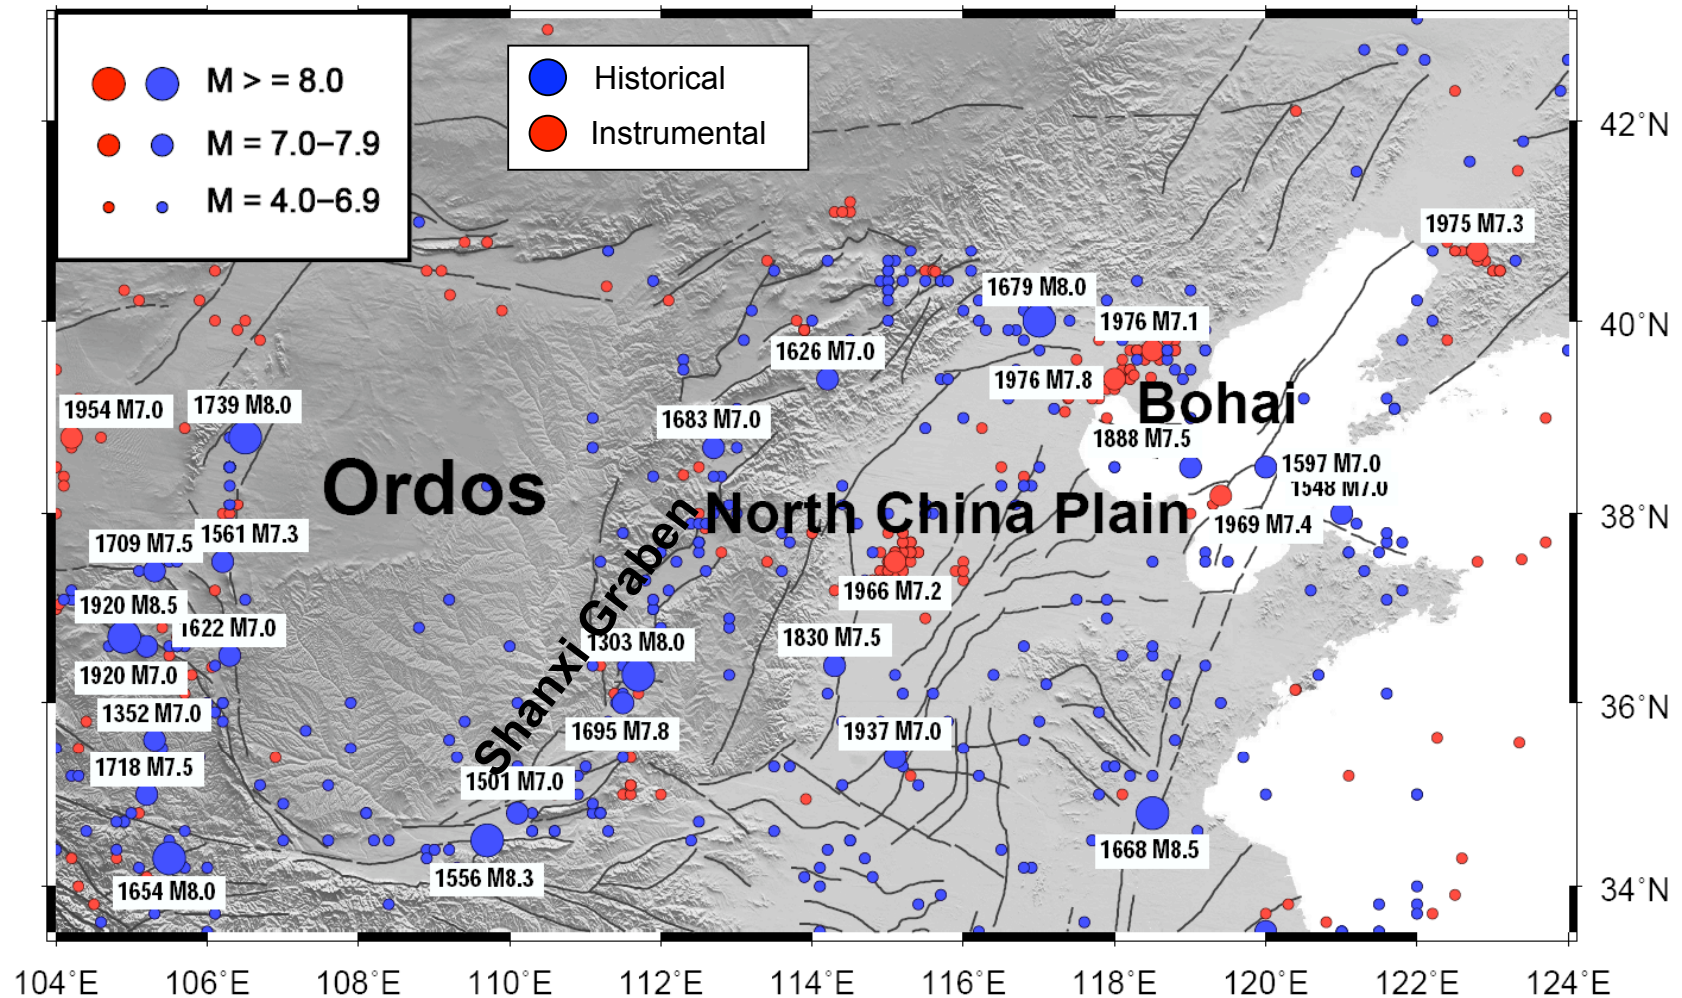 M > = 8.0
M = 7.0–7.9
M = 4.0–6.9
Historical
Instrumental
42°N
40°N
38°N
36°N
34°N
1975 M7.3
1679 M8.0
1976 M7.1
1626 M7.0
1976 M7.8
1954 M7.0
1739 M8.0
1683 M7.0
Bohai
1888 M7.5
1597 M7.0
1548 M7.0
Ordos
North China Plain
1969 M7.4
1709 M7.5
1561 M7.3
Shanxi Graben
1966 M7.2
1920 M8.5
1622 M7.0
1303 M8.0
1830 M7.5
1920 M7.0
1352 M7.0
1695 M7.8
1937 M7.0
1718 M7.5
1501 M7.0
1668 M8.5
1654 M8.0
1556 M8.3
104°E 106°E 108°E 110°E 112°E 114°E 116°E 118°E 120°E 122°E 124°E